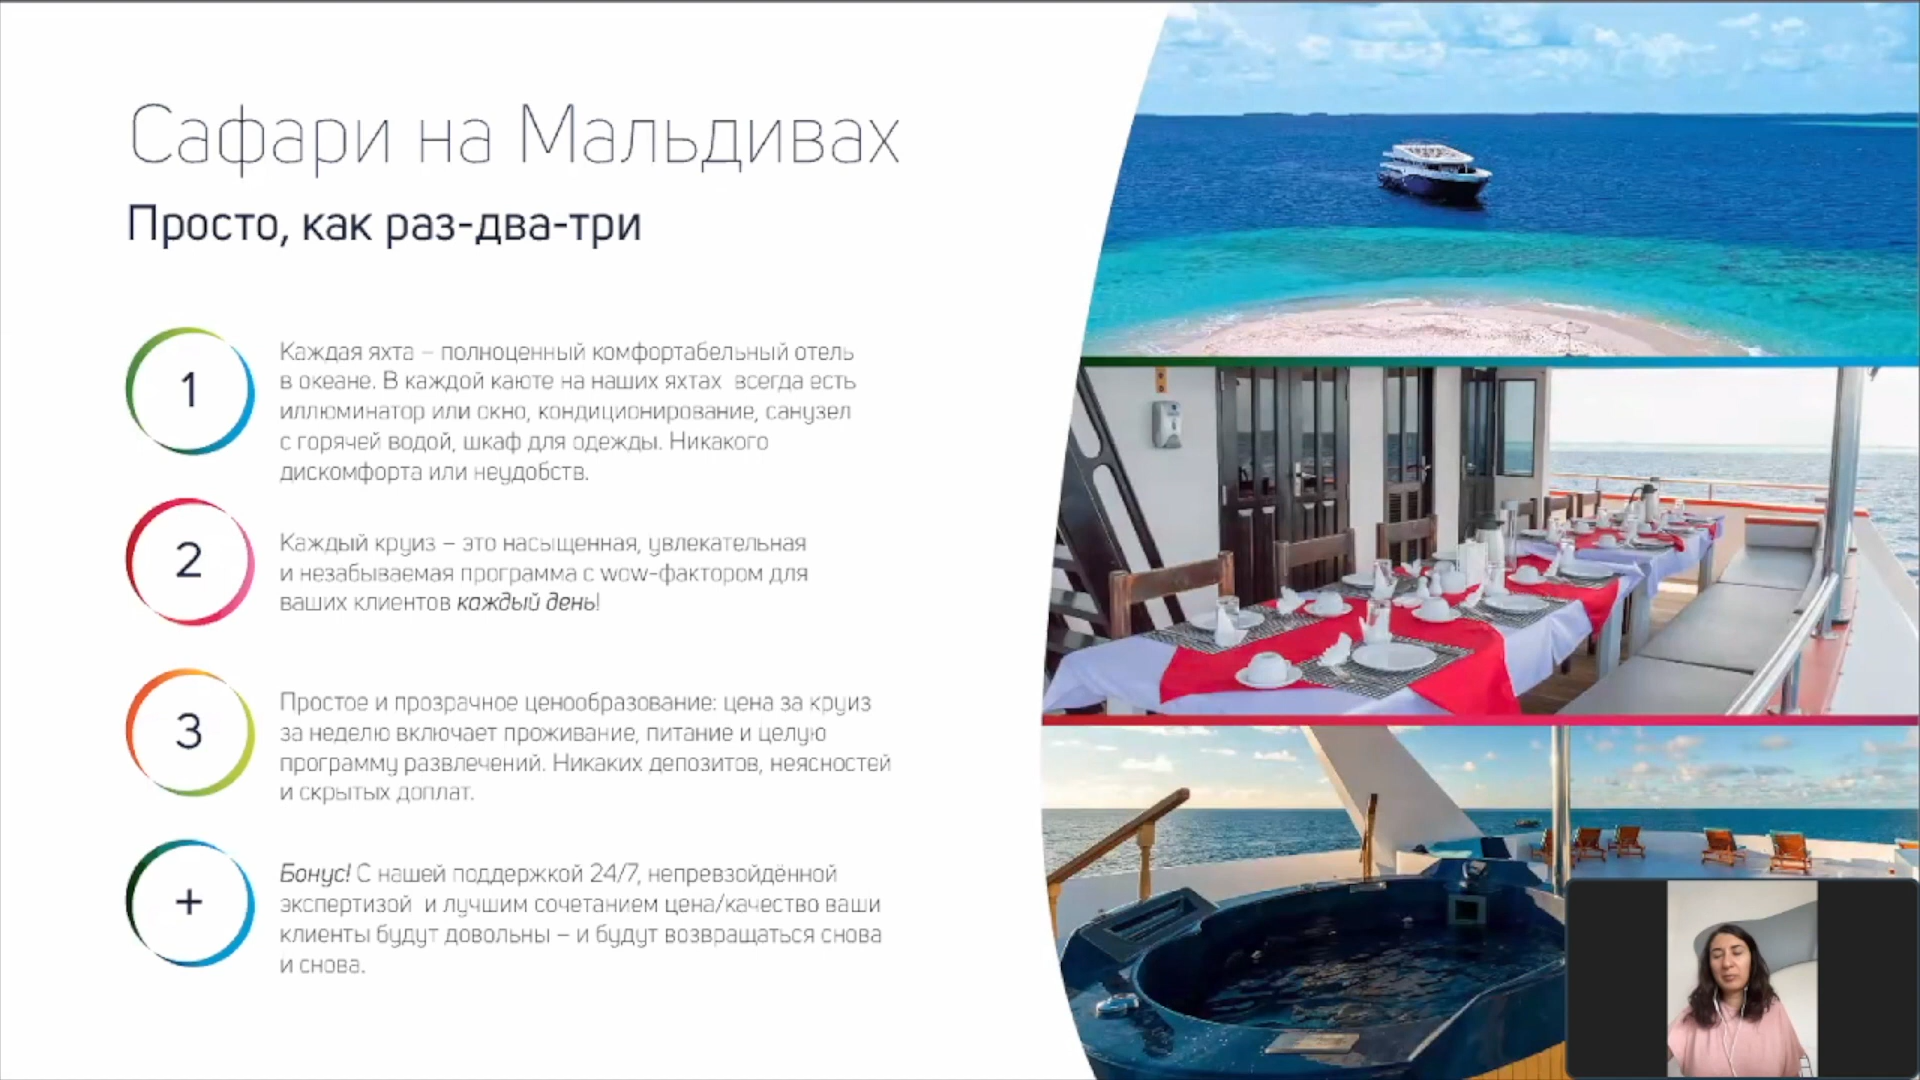 Сафари на Мальдивах
Просто, как раз-два-три
1
Каждая яхта – полноценный комфортабельный отель
в океане. В каждой каюте на наших яхтах всегда есть
иллюминатор или окно, кондиционирование, санузел
с горячей водой, шкаф для одежды. Никакого
дискомфорта или неудобств.
2
Каждый круиз – это насыщенная, увлекательная
и незабываемая программа с wow-фактором для
ваших клиентов каждый день!
3
Простое и прозрачное ценообразование: цена за круиз
за неделю включает проживание, питание и целую
программу развлечений. Никаких депозитов, неясностей
и скрытых доплат.
+
Бонус! С нашей поддержкой 24/7, непревзойдённой
экспертизой и лучшим сочетанием цена/качество ваши
клиенты будут довольны – и будут возвращаться снова
и снова.